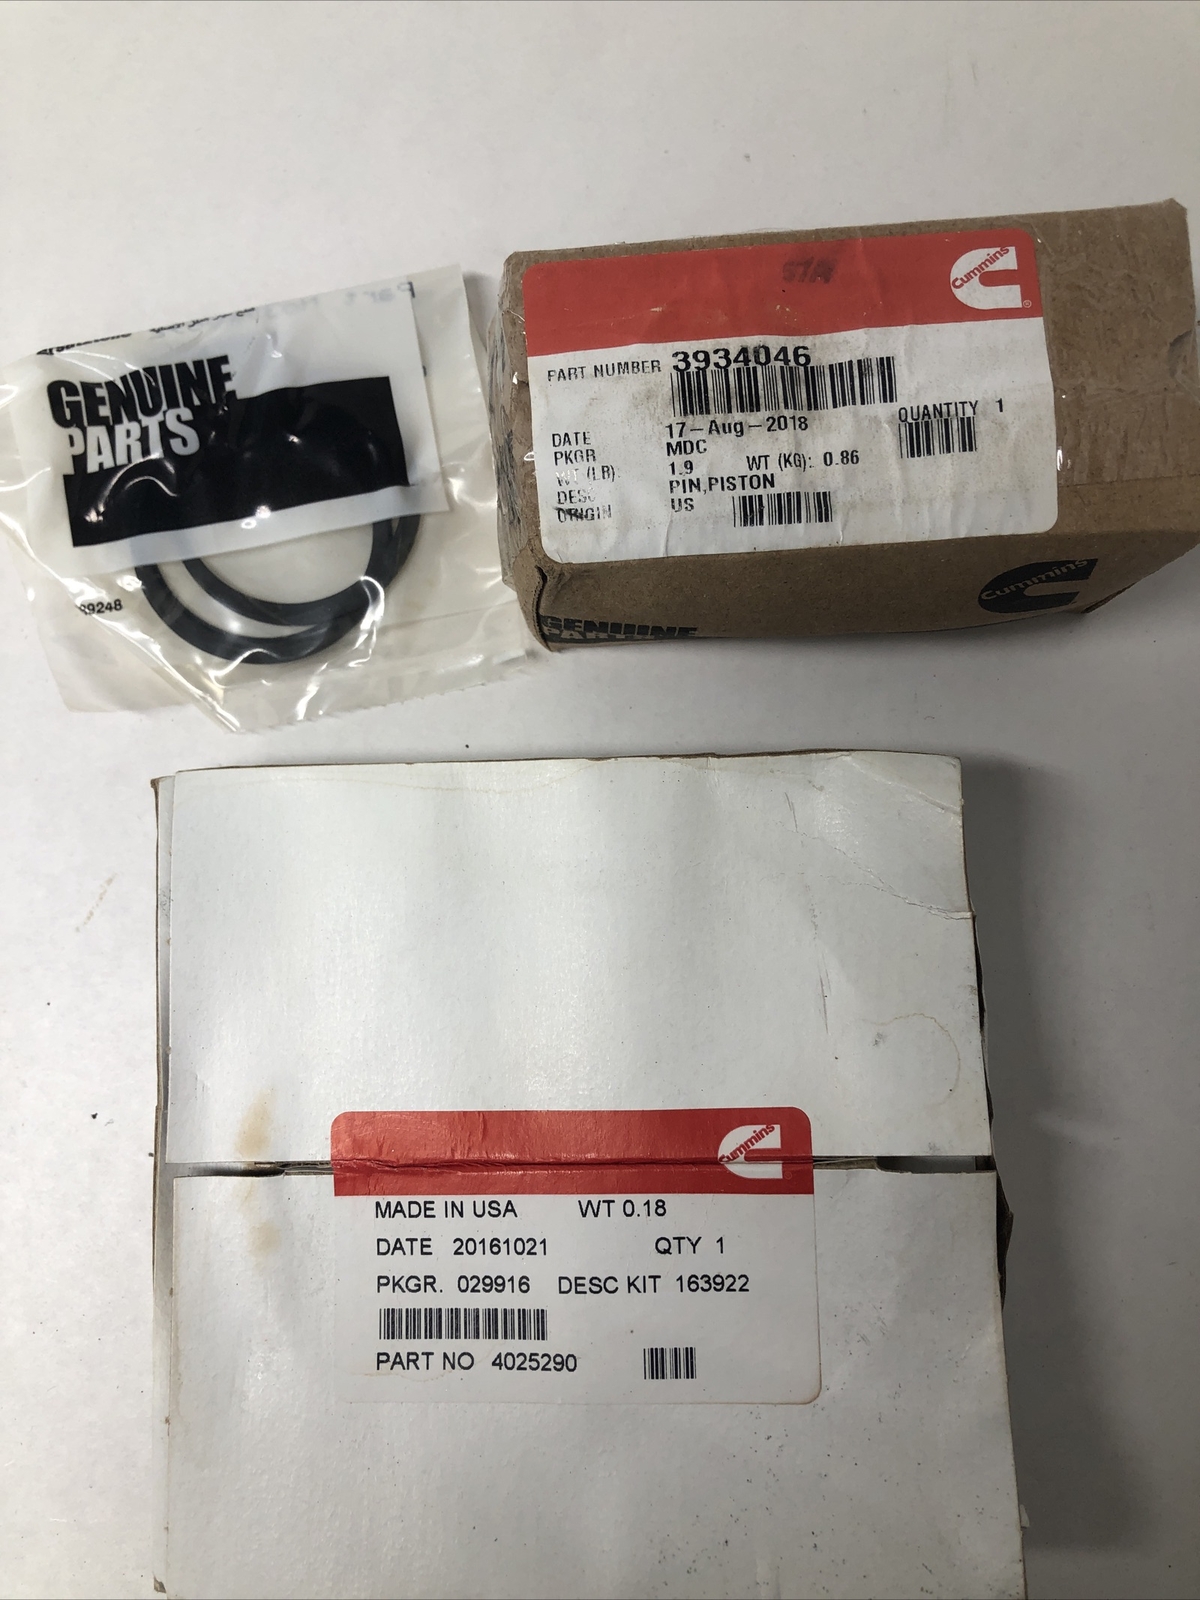 GENUINE
PARTS
Cummins
PART NUMBER 3934046
DATE 17-Aug-2018 QUANTITY 1
PKGR MDC
WT (LB): 1.9 WT (KG): 0.86
DESC PIN,PISTON
ORIGIN US
Cummins
GENUINE
PARTS
Cummins
MADE IN USA WT 0.18
DATE 20161021 QTY 1
PKGR. 029916 DESC KIT 163922
PART NO 4025290